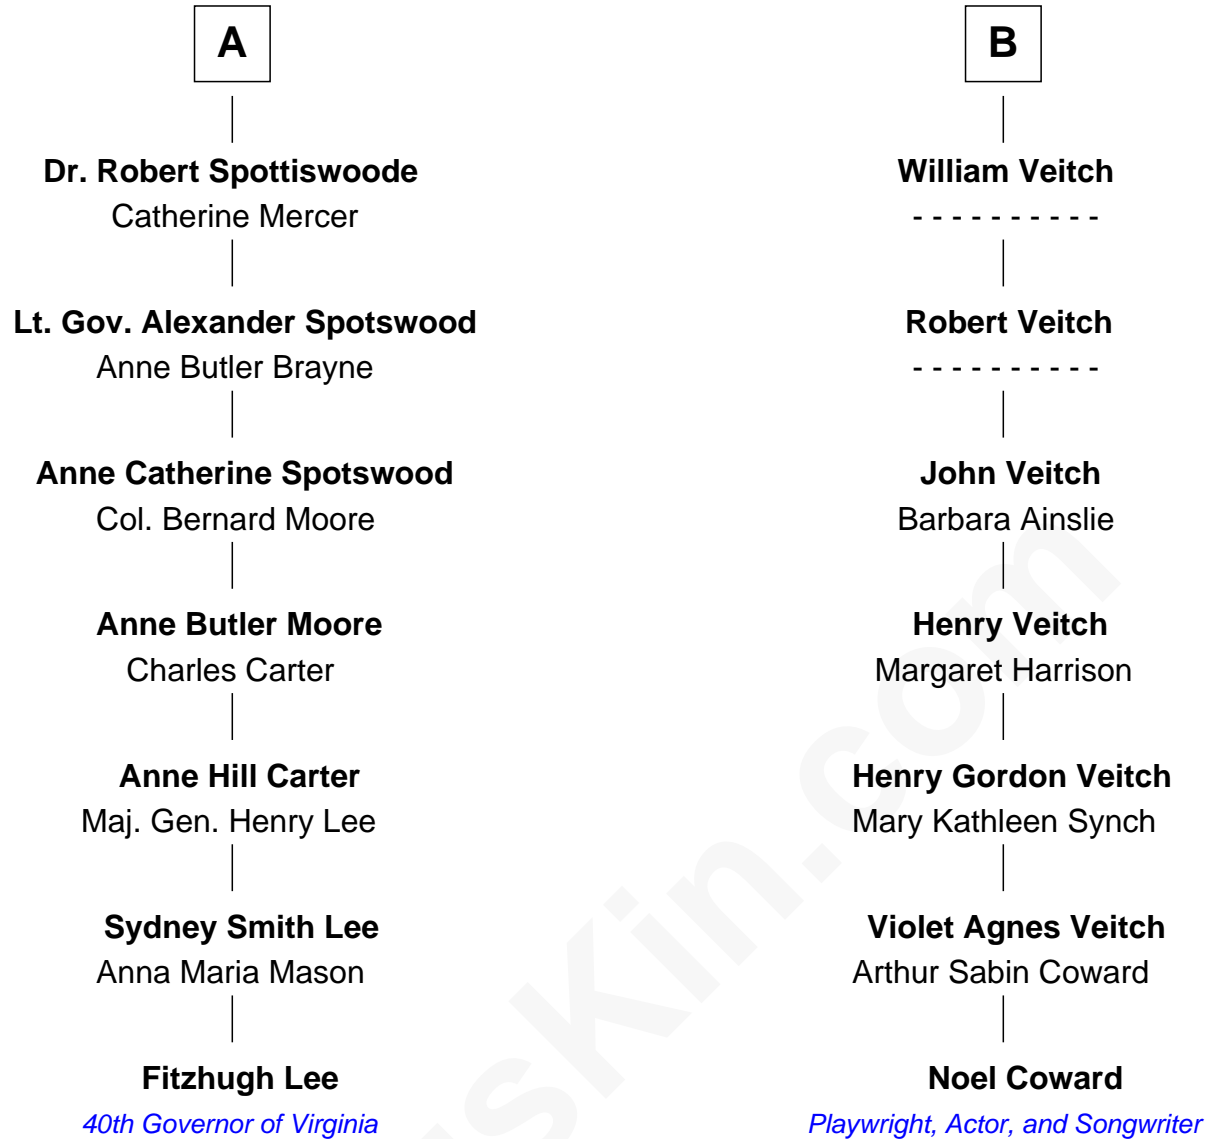 A
Dr. Robert Spottiswoode
Catherine Mercer
Lt. Gov. Alexander Spotswood
Anne Butler Brayne
Anne Catherine Spotswood
Col. Bernard Moore
Anne Butler Moore
Charles Carter
Anne Hill Carter
Maj. Gen. Henry Lee
Sydney Smith Lee
Anna Maria Mason
Fitzhugh Lee
40th Governor of Virginia
B
William Veitch
- - - - - - - - - -
Robert Veitch
- - - - - - - - - -
John Veitch
Barbara Ainslie
Henry Veitch
Margaret Harrison
Henry Gordon Veitch
Mary Kathleen Synch
Violet Agnes Veitch
Arthur Sabin Coward
Noel Coward
Playwright, Actor, and Songwriter
sKin.com